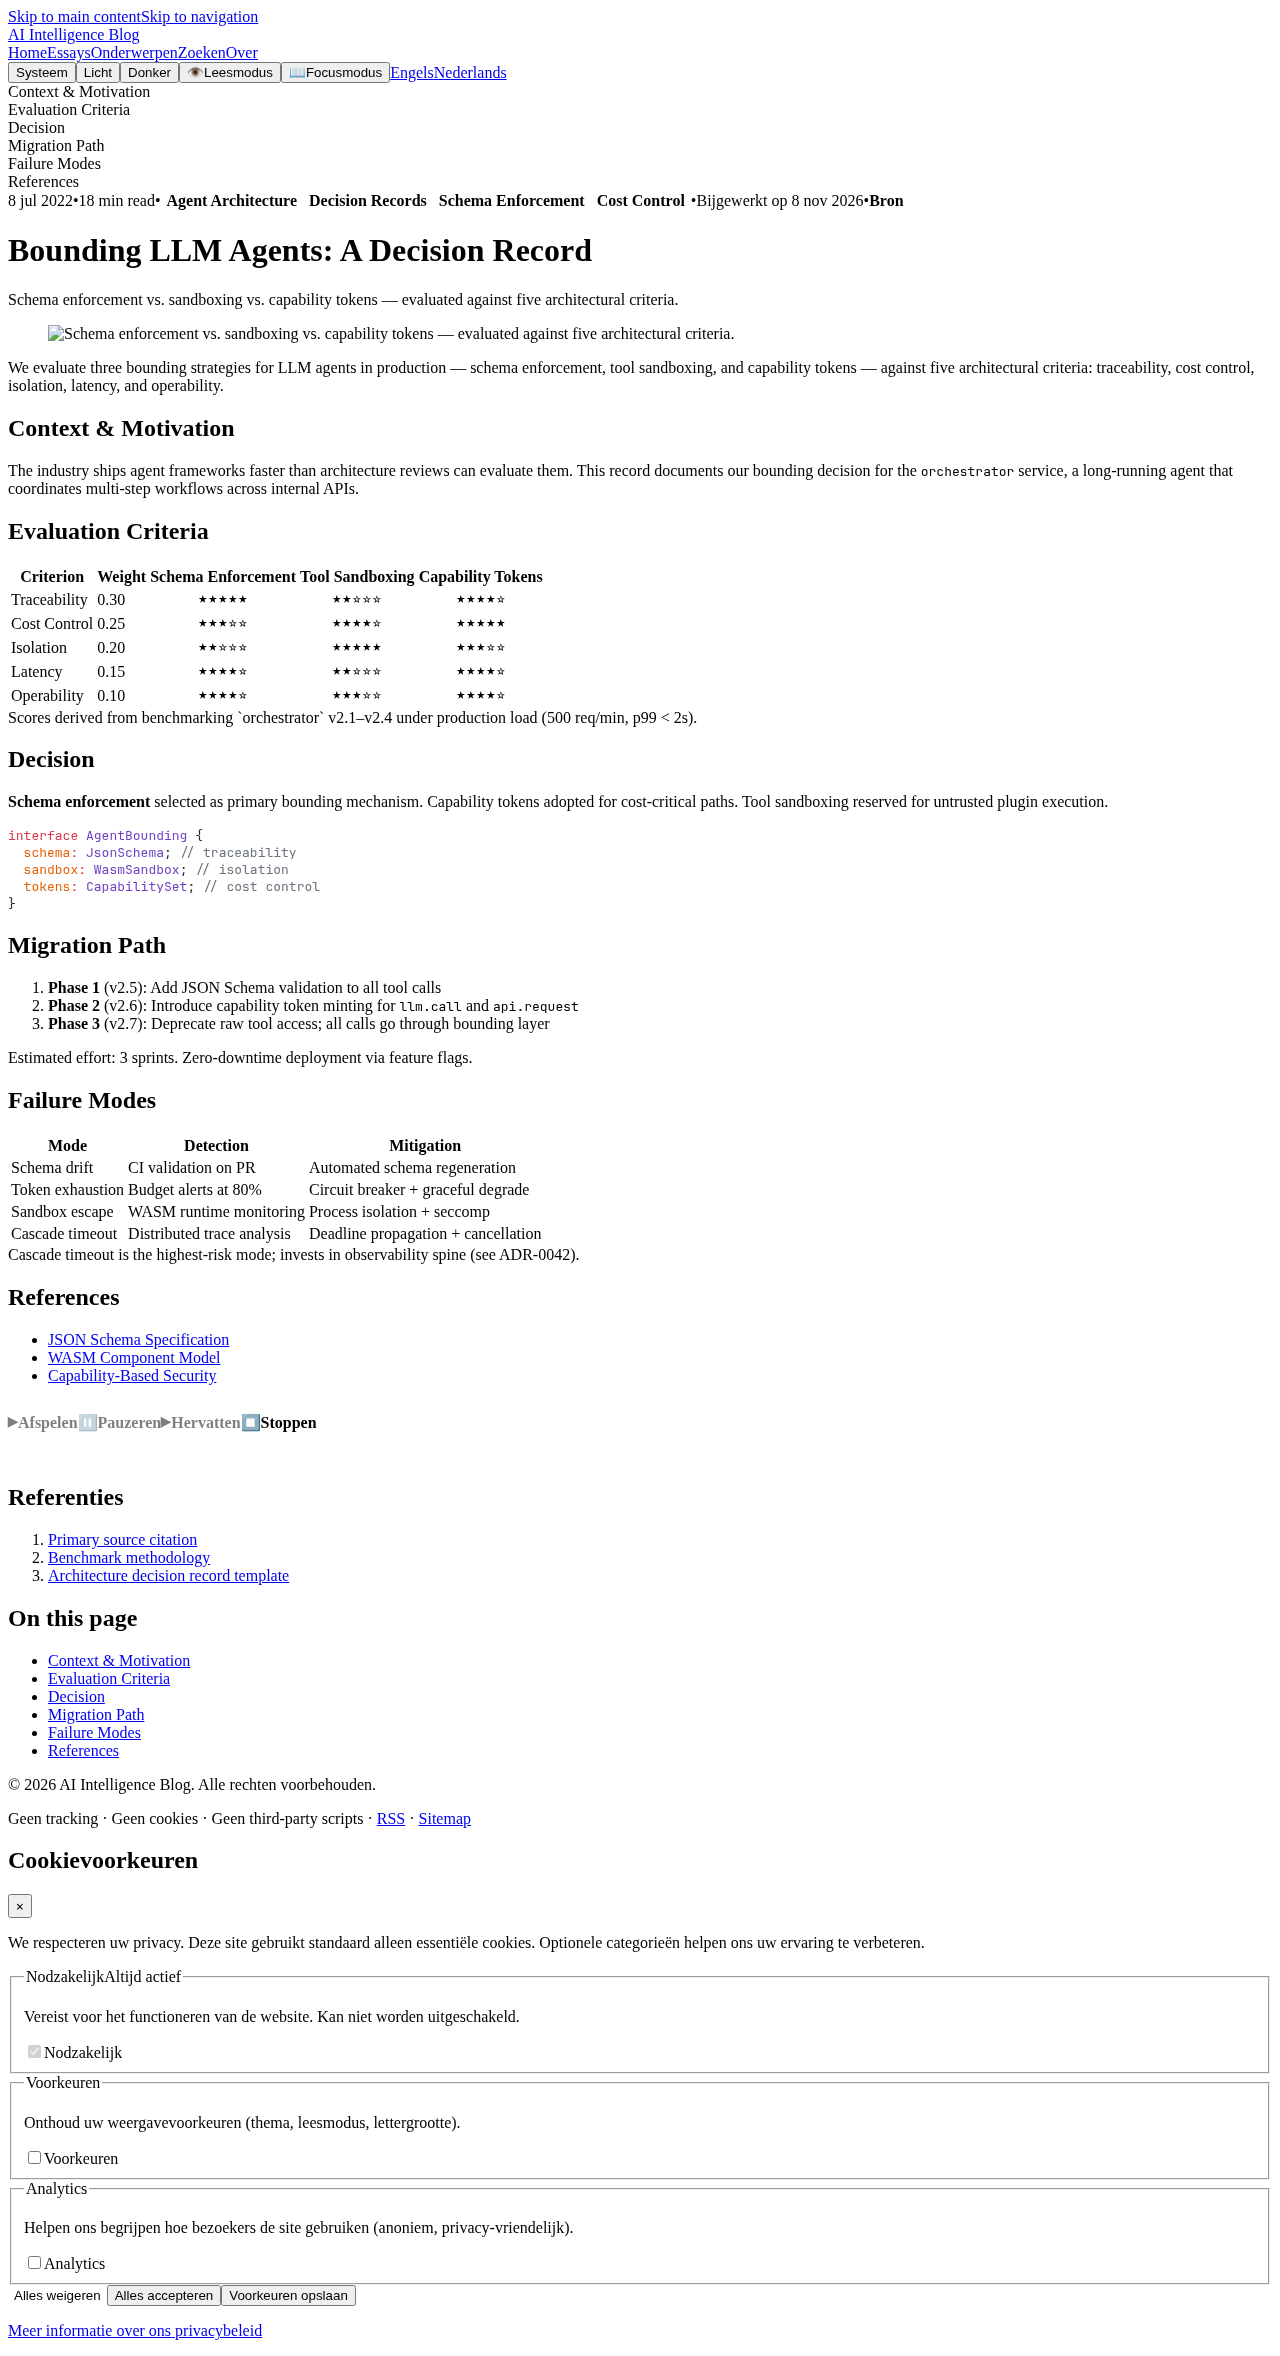 Skip to main contentSkip to navigation
AI Intelligence Blog
HomeEssaysOnderwerpenZoekenOver
Systeem Licht Donker 👁️Leesmodus 📖Focusmodus EngelsNederlands
Context & Motivation
Evaluation Criteria
Decision
Migration Path
Failure Modes
References
8 jul 2022•18 min read• Agent Architecture Decision Records Schema Enforcement Cost Control •Bijgewerkt op 8 nov 2026•Bron
Bounding LLM Agents: A Decision Record
Schema enforcement vs. sandboxing vs. capability tokens — evaluated against five architectural criteria.
Schema enforcement vs. sandboxing vs. capability tokens — evaluated against five architectural criteria.
We evaluate three bounding strategies for LLM agents in production — schema enforcement, tool sandboxing, and capability tokens — against five architectural criteria: traceability, cost control,
isolation, latency, and operability.
Context & Motivation
The industry ships agent frameworks faster than architecture reviews can evaluate them. This record documents our bounding decision for the orchestrator service, a long-running agent that
coordinates multi-step workflows across internal APIs.
Evaluation Criteria
Criterion Weight Schema Enforcement Tool Sandboxing Capability Tokens
Traceability 0.30 ★★★★★ ★★☆☆☆ ★★★★☆
Cost Control 0.25 ★★★☆☆ ★★★★☆ ★★★★★
Isolation 0.20 ★★☆☆☆ ★★★★★ ★★★☆☆
Latency 0.15 ★★★★☆ ★★☆☆☆ ★★★★☆
Operability 0.10 ★★★★☆ ★★★☆☆ ★★★★☆
Scores derived from benchmarking `orchestrator` v2.1–v2.4 under production load (500 req/min, p99 < 2s).
Decision
Schema enforcement selected as primary bounding mechanism. Capability tokens adopted for cost-critical paths. Tool sandboxing reserved for untrusted plugin execution.
interface AgentBounding {
schema: JsonSchema; // traceability
sandbox: WasmSandbox; // isolation
tokens: CapabilitySet; // cost control
}
Migration Path
1. Phase 1 (v2.5): Add JSON Schema validation to all tool calls
2. Phase 2 (v2.6): Introduce capability token minting for llm.call and api.request
3. Phase 3 (v2.7): Deprecate raw tool access; all calls go through bounding layer
Estimated effort: 3 sprints. Zero-downtime deployment via feature flags.
Failure Modes
Mode Detection Mitigation
Schema drift CI validation on PR Automated schema regeneration
Token exhaustion Budget alerts at 80% Circuit breaker + graceful degrade
Sandbox escape WASM runtime monitoring Process isolation + seccomp
Cascade timeout Distributed trace analysis Deadline propagation + cancellation
Cascade timeout is the highest-risk mode; invests in observability spine (see ADR-0042).
References
• JSON Schema Specification
• WASM Component Model
• Capability-Based Security
▶Afspelen⏸Pauzeren▶Hervatten⏹Stoppen
Referenties
1. Primary source citation
2. Benchmark methodology
3. Architecture decision record template
On this page
• Context & Motivation
• Evaluation Criteria
• Decision
• Migration Path
• Failure Modes
• References
© 2026 AI Intelligence Blog. Alle rechten voorbehouden.
Geen tracking · Geen cookies · Geen third-party scripts · RSS · Sitemap
Cookievoorkeuren
×
We respecteren uw privacy. Deze site gebruikt standaard alleen essentiële cookies. Optionele categorieën helpen ons uw ervaring te verbeteren.
NodzakelijkAltijd actief
Vereist voor het functioneren van de website. Kan niet worden uitgeschakeld.
Nodzakelijk
Voorkeuren
Onthoud uw weergavevoorkeuren (thema, leesmodus, lettergrootte).
Voorkeuren
Analytics
Helpen ons begrijpen hoe bezoekers de site gebruiken (anoniem, privacy-vriendelijk).
Analytics
Alles weigeren Alles accepteren Voorkeuren opslaan
Meer informatie over ons privacybeleid